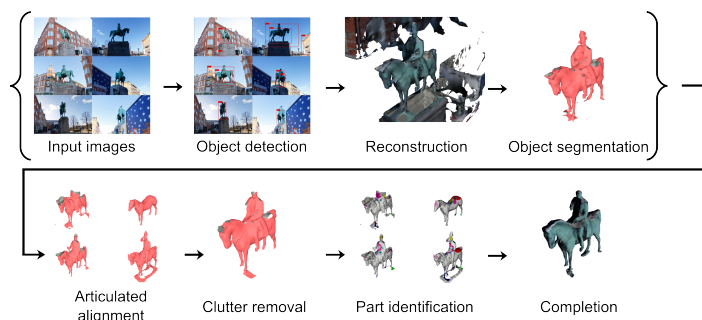 Input images
Object detection
Reconstruction
Object segmentation
Articulated
alignment
Clutter removal
Part identification
Completion